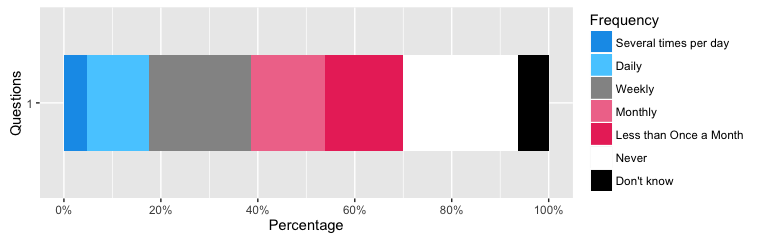 Questions
1
0%
20%
40%
60%
80%
100%
Percentage
Frequency
Several times per day
Daily
Weekly
Monthly
Less than Once a Month
Never
Don't know